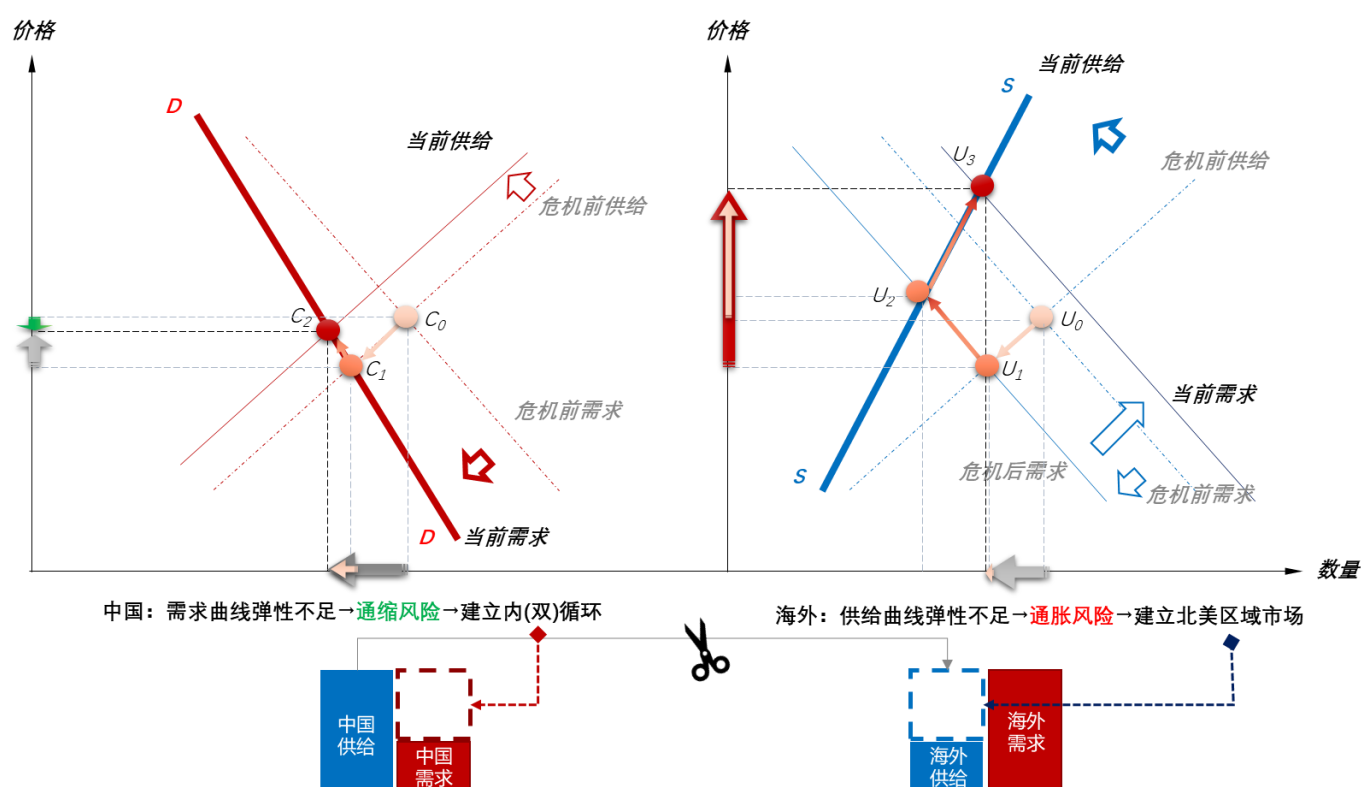 价格
D
当前供给
危机前供给
C2
C0
C1
危机前需求
D
当前需求
价格
当前供给
S
U3
危机前供给
U2
U0
U1
当前需求
危机后需求
S
危机前需求
数量
中国：需求曲线弹性不足→通缩风险→建立内(双)循环
海外：供给曲线弹性不足→通胀风险→建立北美区域市场
中国
供给
中国
需求
海外
供给
海外
需求